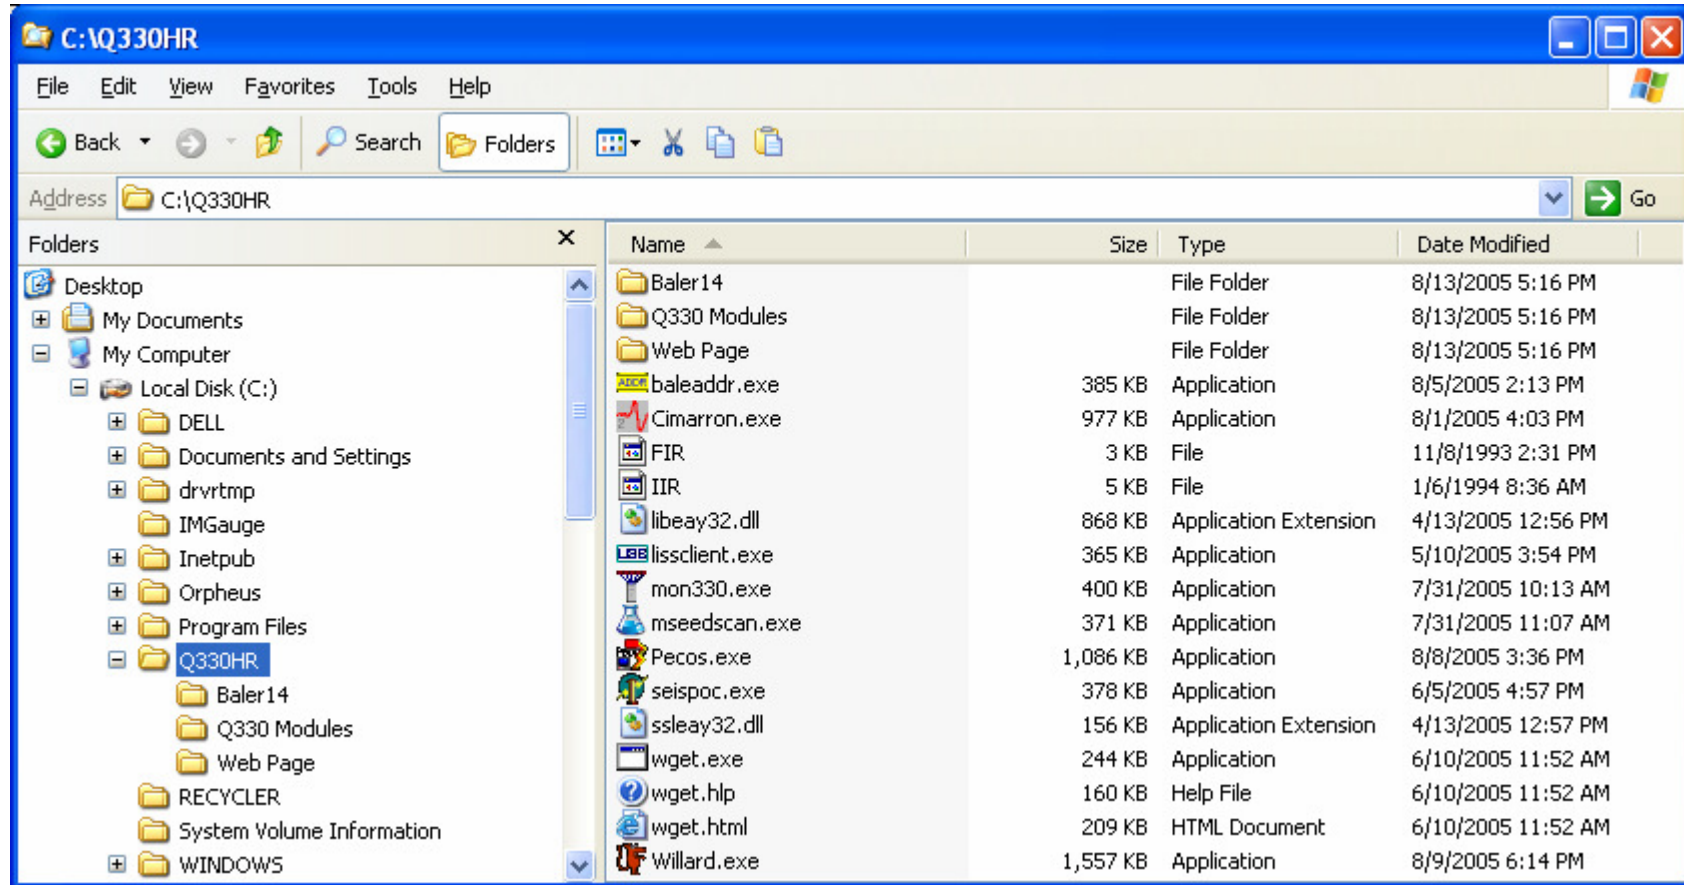 C:\Q330HR
File Edit View Favorites Tools Help
Back Search Folders
Address C:\Q330HR Go
Folders
Desktop
My Documents
My Computer
Local Disk (C:)
DELL
Documents and Settings
drvrtmp
IMGauge
Inetpub
Orpheus
Program Files
Q330HR
Baler14
Q330 Modules
Web Page
RECYCLER
System Volume Information
WINDOWS
Name Size Type Date Modified
Baler14 File Folder 8/13/2005 5:16 PM
Q330 Modules File Folder 8/13/2005 5:16 PM
Web Page File Folder 8/13/2005 5:16 PM
ADDR baleaddr.exe 385 KB Application 8/5/2005 2:13 PM
Cimarron.exe 977 KB Application 8/1/2005 4:03 PM
FIR 3 KB File 11/8/1993 2:31 PM
IIR 5 KB File 1/6/1994 8:36 AM
libeay32.dll 868 KB Application Extension 4/13/2005 12:56 PM
lissclient.exe 365 KB Application 5/10/2005 3:54 PM
mon330.exe 400 KB Application 7/31/2005 10:13 AM
mseedscan.exe 371 KB Application 7/31/2005 11:07 AM
Pecos.exe 1,086 KB Application 8/8/2005 3:36 PM
seispoc.exe 378 KB Application 6/5/2005 4:57 PM
ssleay32.dll 156 KB Application Extension 4/13/2005 12:57 PM
wget.exe 244 KB Application 6/10/2005 11:52 AM
wget.hlp 160 KB Help File 6/10/2005 11:52 AM
wget.html 209 KB HTML Document 6/10/2005 11:52 AM
Willard.exe 1,557 KB Application 8/9/2005 6:14 PM